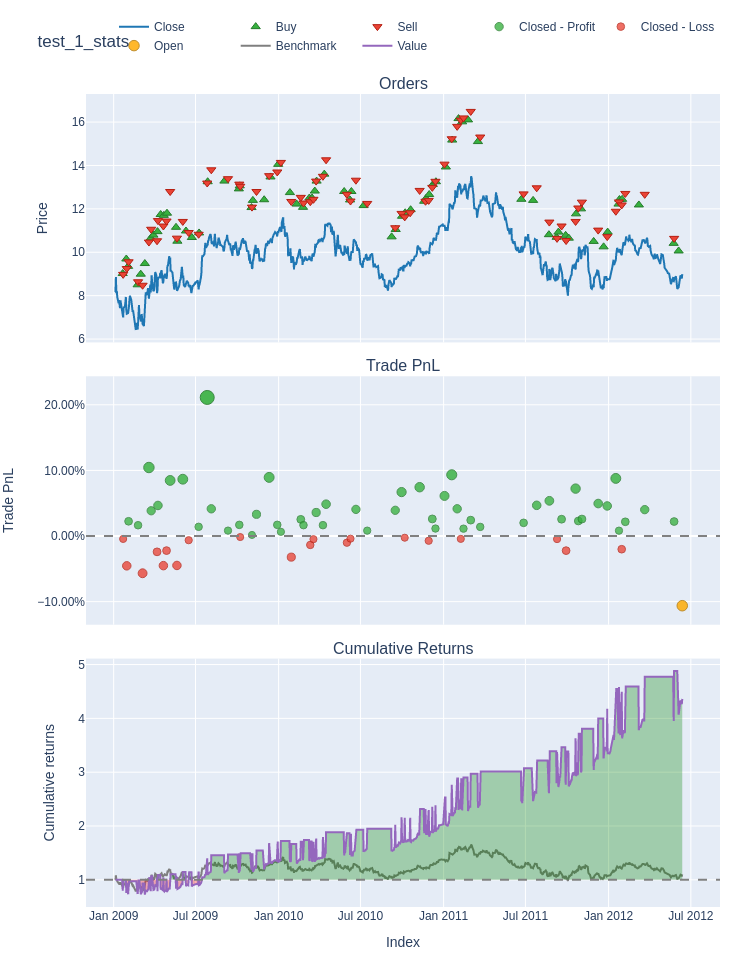 test_1_stats
Close
Buy
Sell
Closed - Profit
Closed - Loss
Open
Benchmark
Value
Orders
16
14
12
10
8
6
Price
Trade PnL
20.00%
10.00%
0.00%
−10.00%
Trade PnL
Cumulative Returns
5
4
3
2
1
Cumulative returns
Jan 2009
Jul 2009
Jan 2010
Jul 2010
Jan 2011
Jul 2011
Jan 2012
Jul 2012
Index